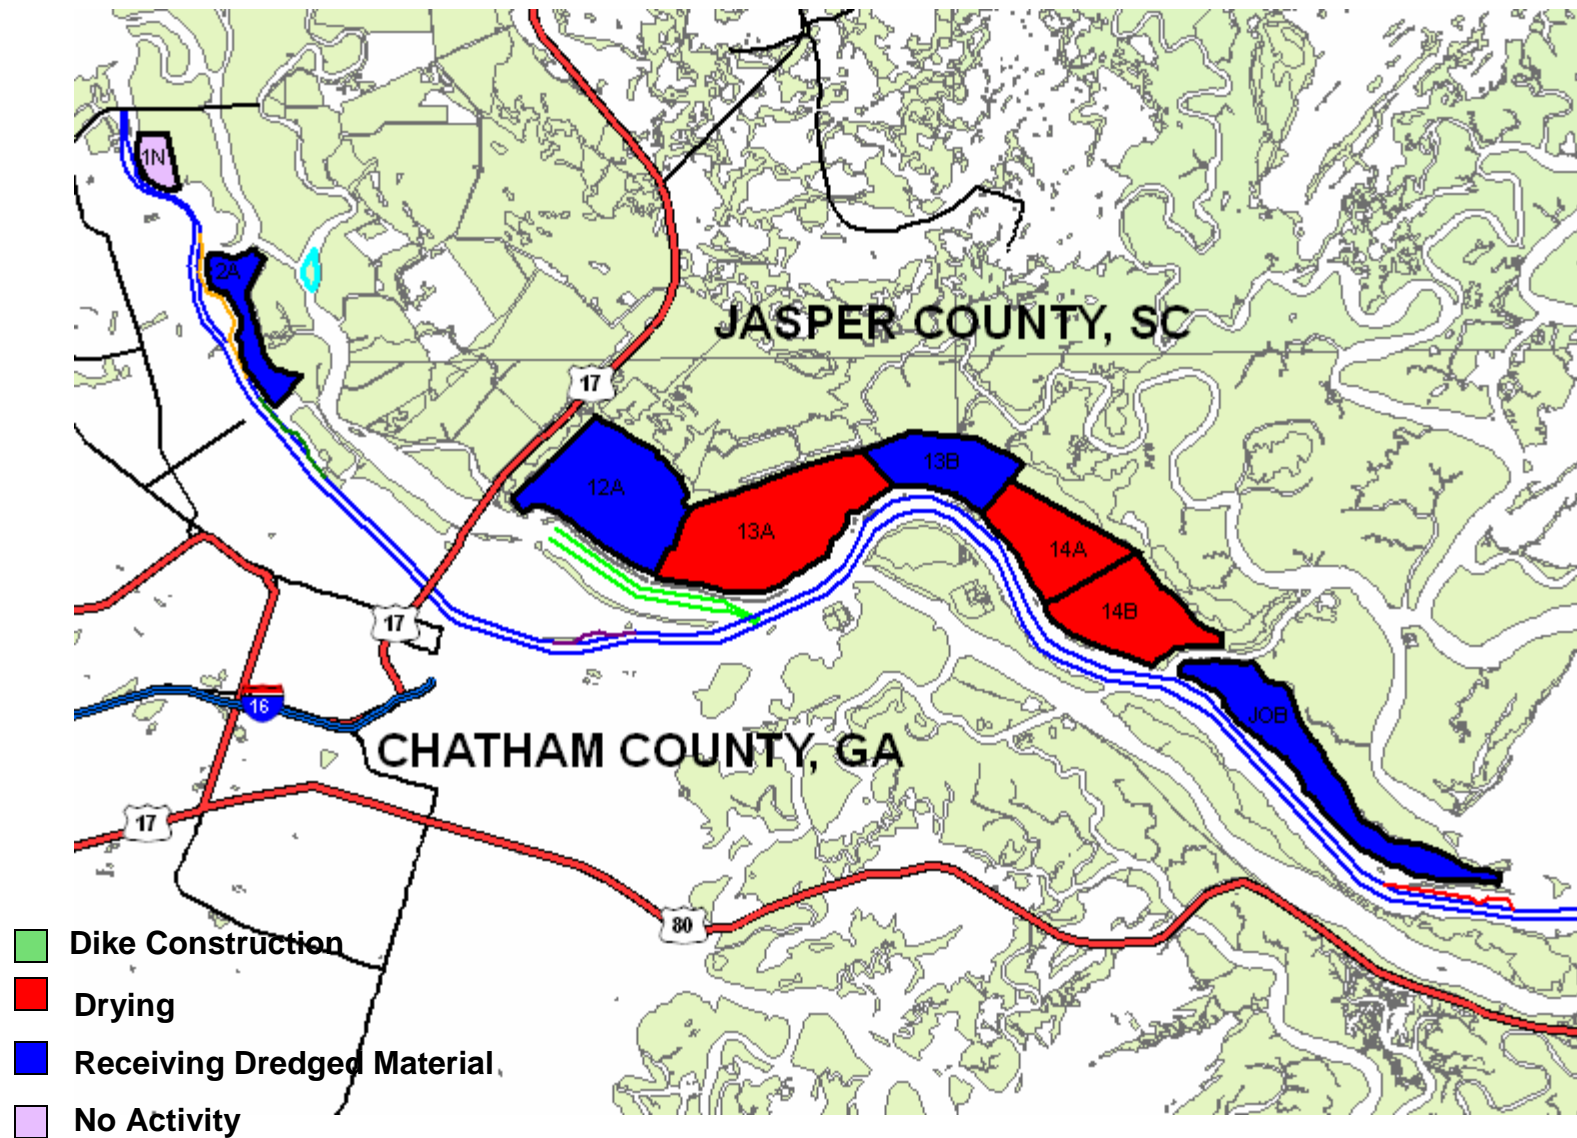 1N
2A
JASPER COUNTY, SC
17
12A
13A
13B
14A
14B
17
JOB
16
CHATHAM COUNTY, GA
17
80
Dike Construction
Drying
Receiving Dredged Material
No Activity